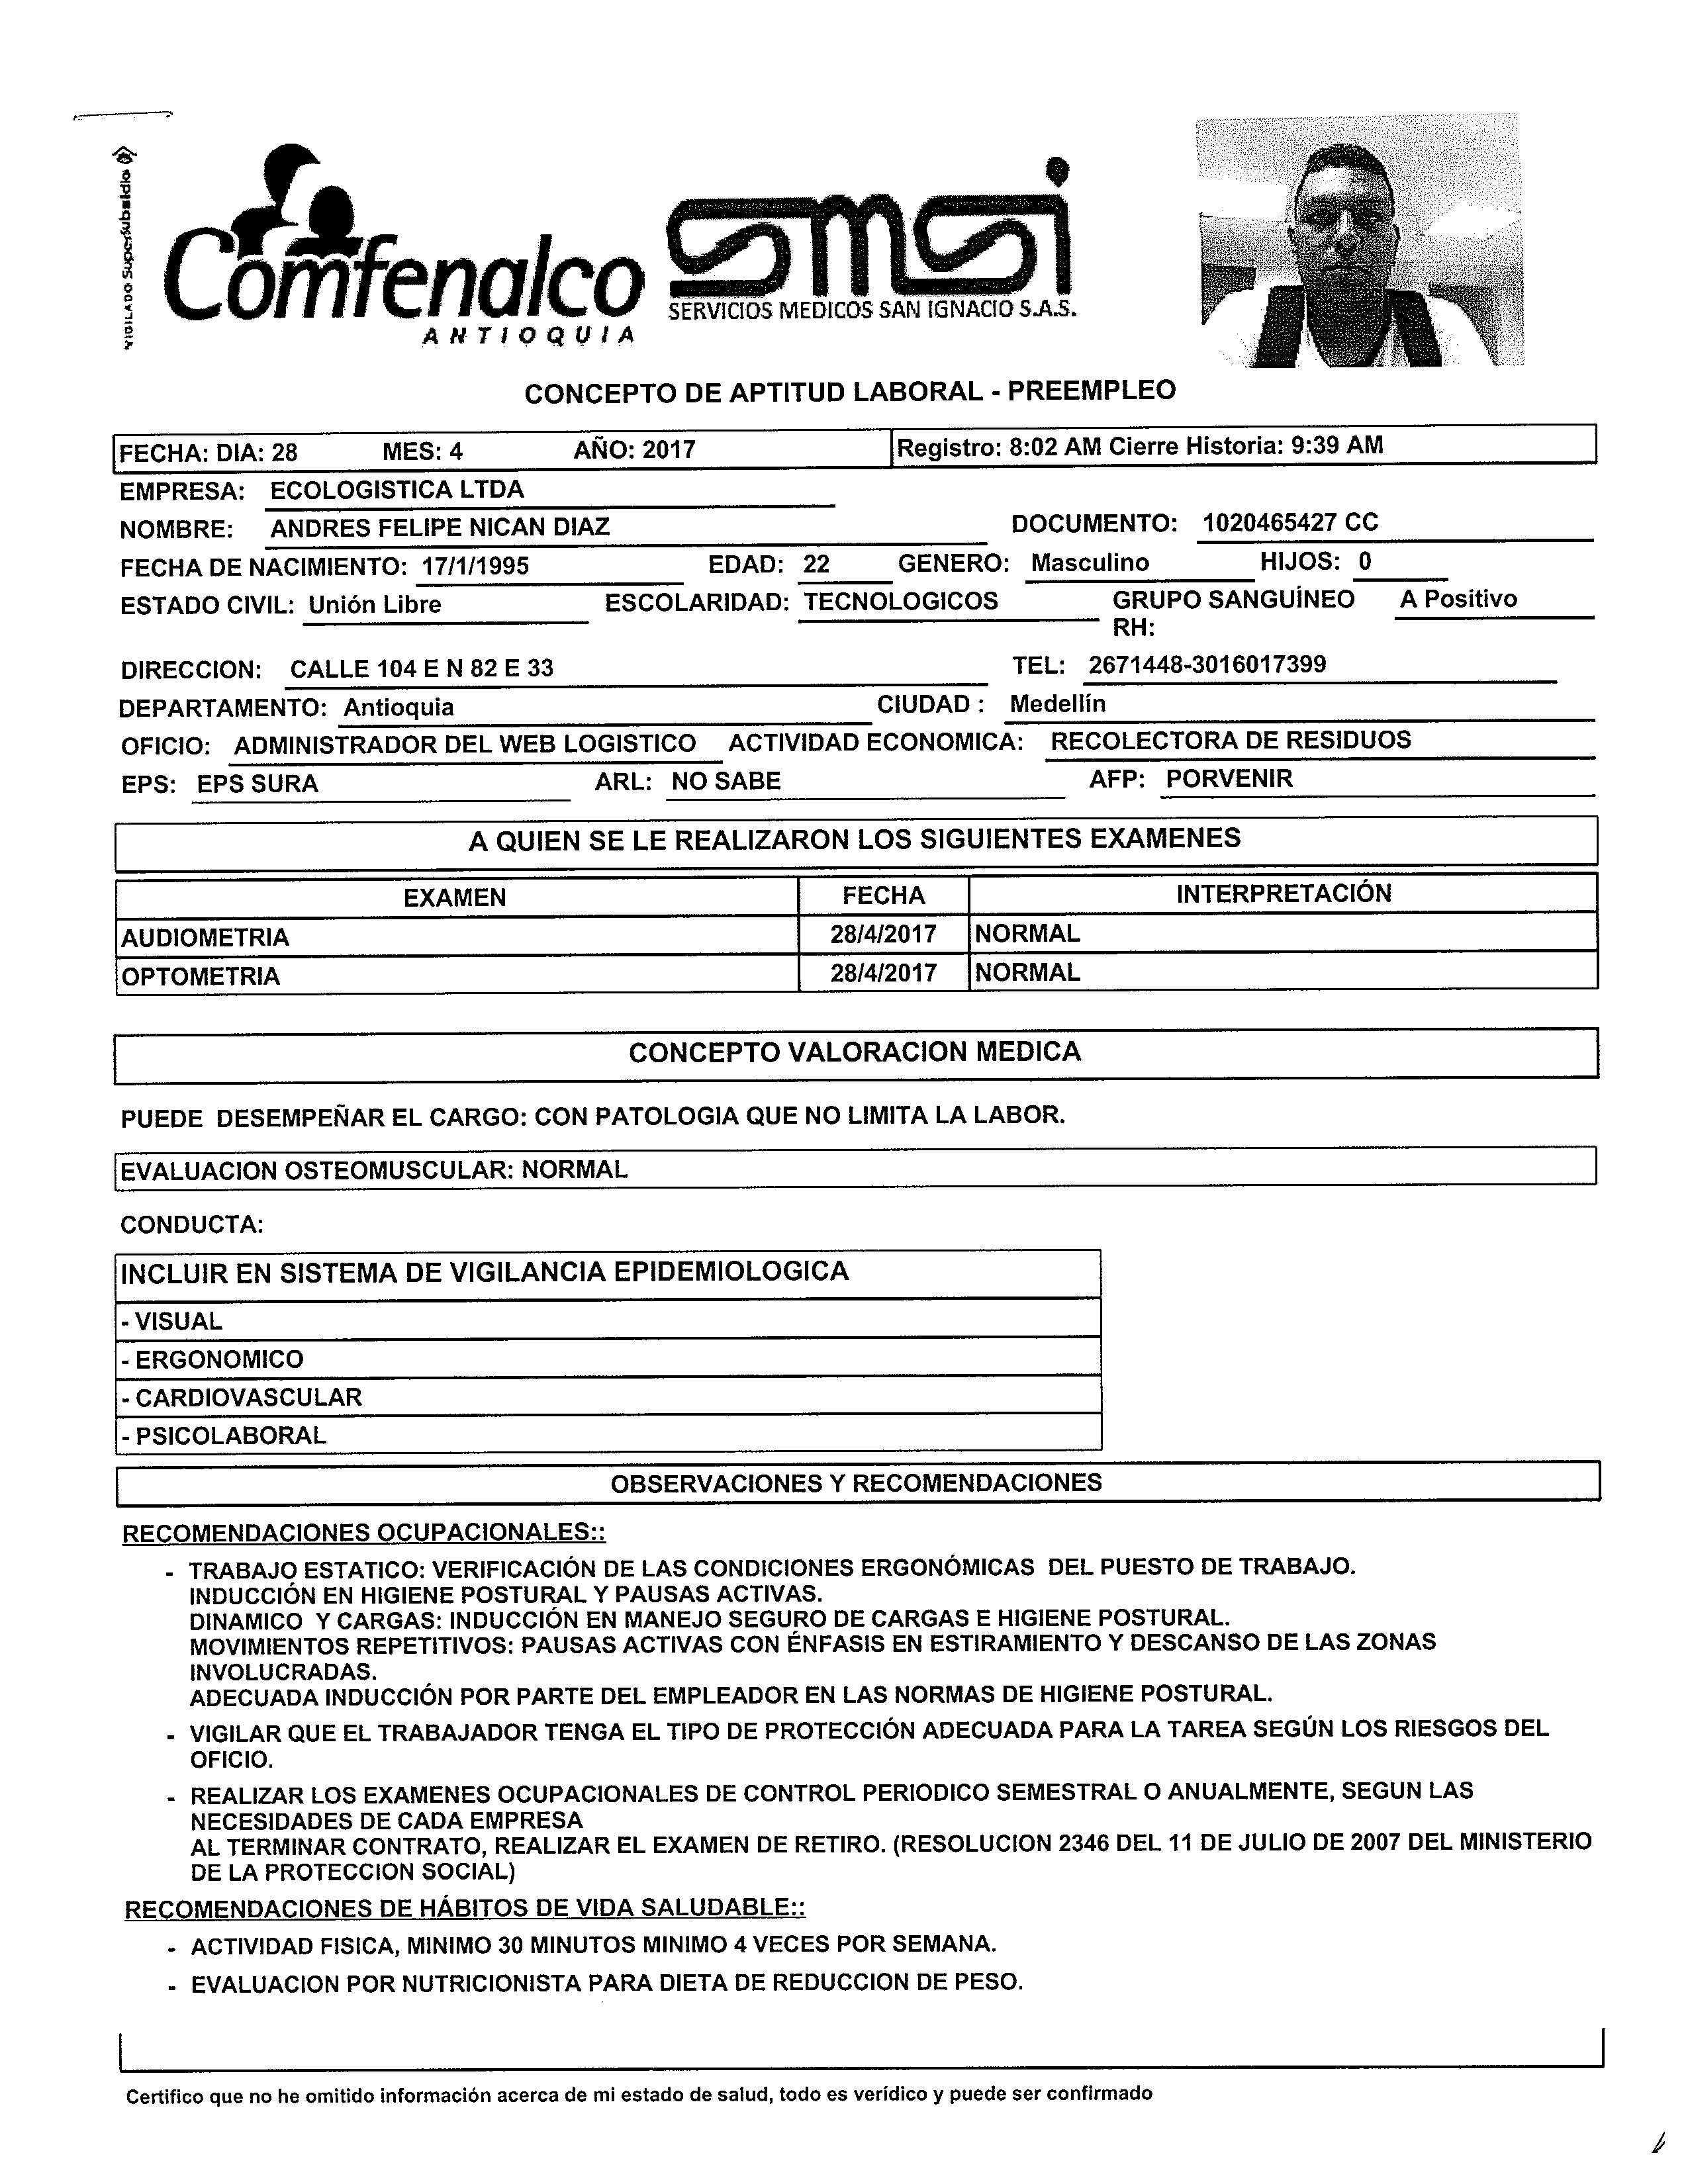 VIGILADO SuperSubsidio
Comfenalco
ANTIOQUIA
smsi
SERVICIOS MEDICOS SAN IGNACIO S.A.S.
CONCEPTO DE APTITUD LABORAL - PREEMPLEO
FECHA: DIA: 28 MES: 4 AÑO: 2017 Registro: 8:02 AM Cierre Historia: 9:39 AM
EMPRESA: ECOLOGISTICA LTDA
NOMBRE: ANDRES FELIPE NICAN DIAZ DOCUMENTO: 1020465427 CC
FECHA DE NACIMIENTO: 17/1/1995 EDAD: 22 GENERO: Masculino HIJOS: 0
ESTADO CIVIL: Unión Libre ESCOLARIDAD: TECNOLOGICOS GRUPO SANGUÍNEO A Positivo
RH:
DIRECCION: CALLE 104 E N 82 E 33 TEL: 2671448-3016017399
DEPARTAMENTO: Antioquia CIUDAD : Medellín
OFICIO: ADMINISTRADOR DEL WEB LOGISTICO ACTIVIDAD ECONOMICA: RECOLECTORA DE RESIDUOS
EPS: EPS SURA ARL: NO SABE AFP: PORVENIR
A QUIEN SE LE REALIZARON LOS SIGUIENTES EXAMENES
EXAMEN FECHA INTERPRETACIÓN
AUDIOMETRIA 28/4/2017 NORMAL
OPTOMETRIA 28/4/2017 NORMAL
CONCEPTO VALORACION MEDICA
PUEDE DESEMPEÑAR EL CARGO: CON PATOLOGIA QUE NO LIMITA LA LABOR.
EVALUACION OSTEOMUSCULAR: NORMAL
CONDUCTA:
INCLUIR EN SISTEMA DE VIGILANCIA EPIDEMIOLOGICA
- VISUAL
- ERGONOMICO
- CARDIOVASCULAR
- PSICOLABORAL
OBSERVACIONES Y RECOMENDACIONES
RECOMENDACIONES OCUPACIONALES::
- TRABAJO ESTATICO: VERIFICACIÓN DE LAS CONDICIONES ERGONÓMICAS DEL PUESTO DE TRABAJO.
INDUCCIÓN EN HIGIENE POSTURAL Y PAUSAS ACTIVAS.
DINAMICO Y CARGAS: INDUCCIÓN EN MANEJO SEGURO DE CARGAS E HIGIENE POSTURAL.
MOVIMIENTOS REPETITIVOS: PAUSAS ACTIVAS CON ÉNFASIS EN ESTIRAMIENTO Y DESCANSO DE LAS ZONAS
INVOLUCRADAS.
ADECUADA INDUCCIÓN POR PARTE DEL EMPLEADOR EN LAS NORMAS DE HIGIENE POSTURAL.
- VIGILAR QUE EL TRABAJADOR TENGA EL TIPO DE PROTECCIÓN ADECUADA PARA LA TAREA SEGÚN LOS RIESGOS DEL
OFICIO.
- REALIZAR LOS EXAMENES OCUPACIONALES DE CONTROL PERIODICO SEMESTRAL O ANUALMENTE, SEGUN LAS
NECESIDADES DE CADA EMPRESA
AL TERMINAR CONTRATO, REALIZAR EL EXAMEN DE RETIRO. (RESOLUCION 2346 DEL 11 DE JULIO DE 2007 DEL MINISTERIO
DE LA PROTECCION SOCIAL)
RECOMENDACIONES DE HÁBITOS DE VIDA SALUDABLE::
- ACTIVIDAD FISICA, MINIMO 30 MINUTOS MINIMO 4 VECES POR SEMANA.
- EVALUACION POR NUTRICIONISTA PARA DIETA DE REDUCCION DE PESO.
Certifico que no he omitido información acerca de mi estado de salud, todo es verídico y puede ser confirmado